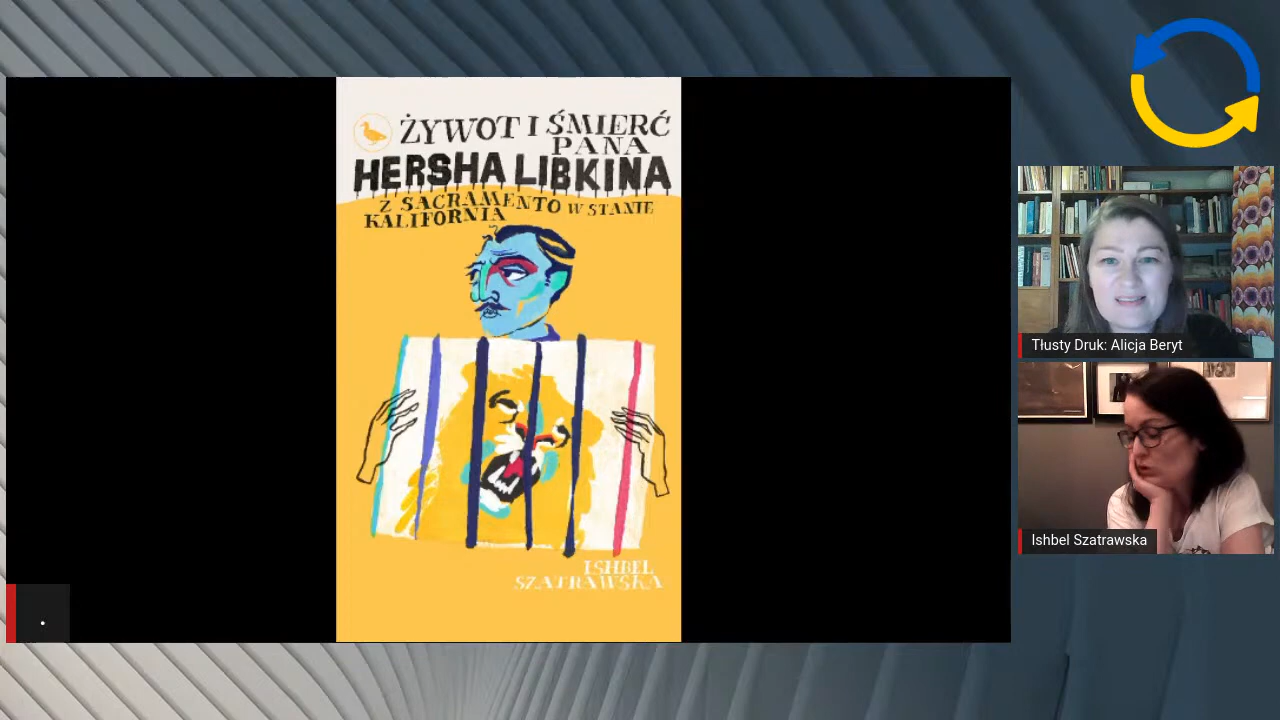 ŻYWOT I ŚMIERĆ
PANA
HERSHA LIBKINA
Z SACRAMENTO W STANIE
KALIFORNIA
ISHBEL
SZATRAWSKA
Tłusty Druk: Alicja Beryt
Ishbel Szatrawska
.